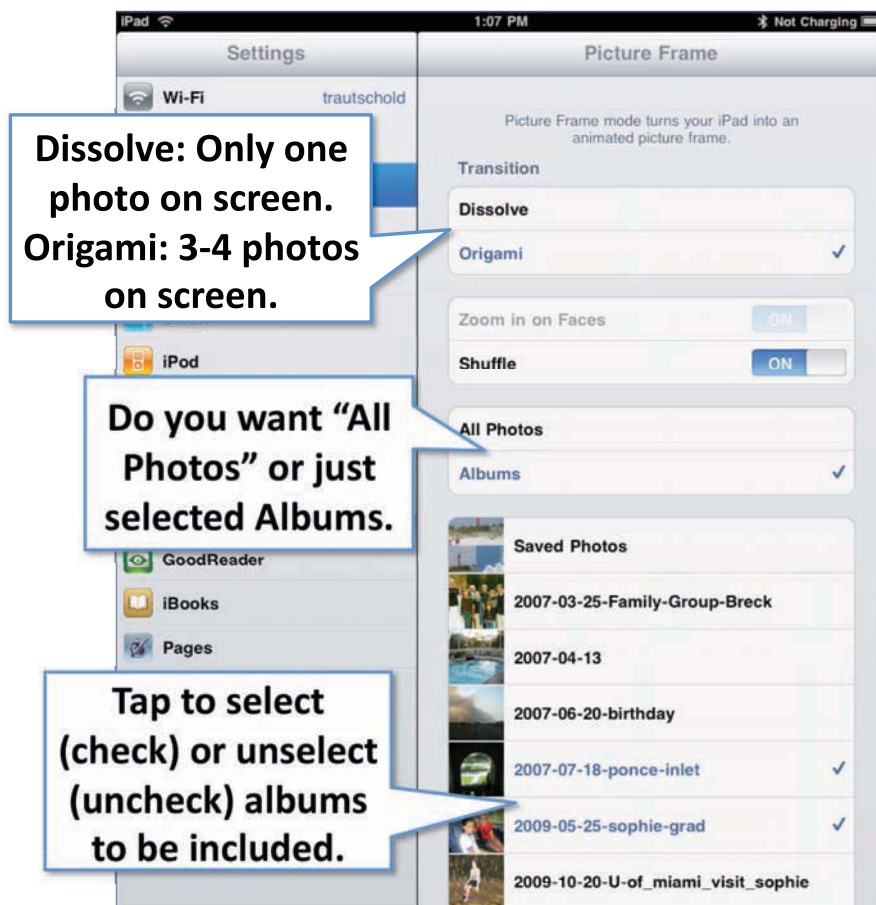 iPad
1:07 PM
Not Charging
Settings
Picture Frame
Wi-Fi
trautschold
Dissolve: Only one
photo on screen.
Origami: 3-4 photos
on screen.
Picture Frame mode turns your iPad into an
animated picture frame.
Transition
Dissolve
Origami
Zoom in on Faces
ON
iPod
Shuffle
ON
Do you want “All
Photos” or just
selected Albums.
All Photos
Albums
GoodReader
iBooks
Pages
Saved Photos
2007-03-25-Family-Group-Breck
2007-04-13
2007-06-20-birthday
2007-07-18-ponce-inlet
2009-05-25-sophie-grad
2009-10-20-U-of_miami_visit_sophie
Tap to select
(check) or unselect
(uncheck) albums
to be included.